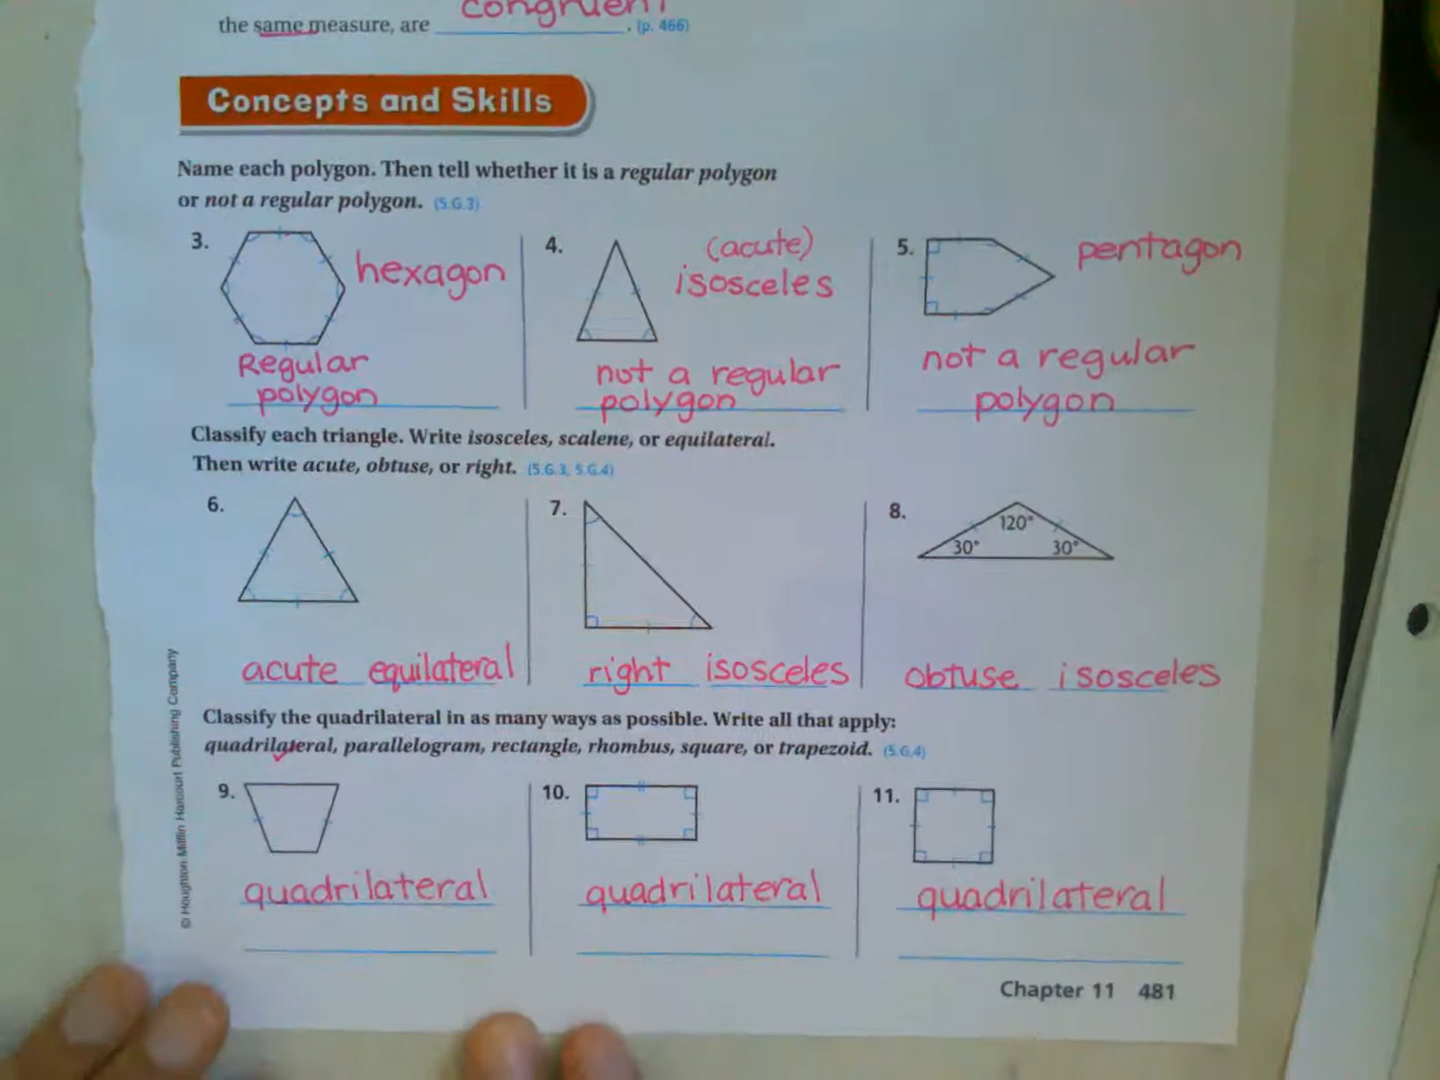 congruent
the same measure, are . (p. 466)
Concepts and Skills
Name each polygon. Then tell whether it is a regular polygon
or not a regular polygon. (5.G.3)
3.
hexagon
Regular
polygon
4.
(acute)
isosceles
not a regular
polygon
5.
pentagon
not a regular
polygon
Classify each triangle. Write isosceles, scalene, or equilateral.
Then write acute, obtuse, or right. (5.G.3, 5.G.4)
6.
acute equilateral
7.
right isosceles
8.
120°
30° 30°
obtuse isosceles
Classify the quadrilateral in as many ways as possible. Write all that apply:
quadrilateral, parallelogram, rectangle, rhombus, square, or trapezoid. (5.G.4)
9.
quadrilateral
10.
quadrilateral
11.
quadrilateral
© Houghton Mifflin Harcourt Publishing Company
Chapter 11 481